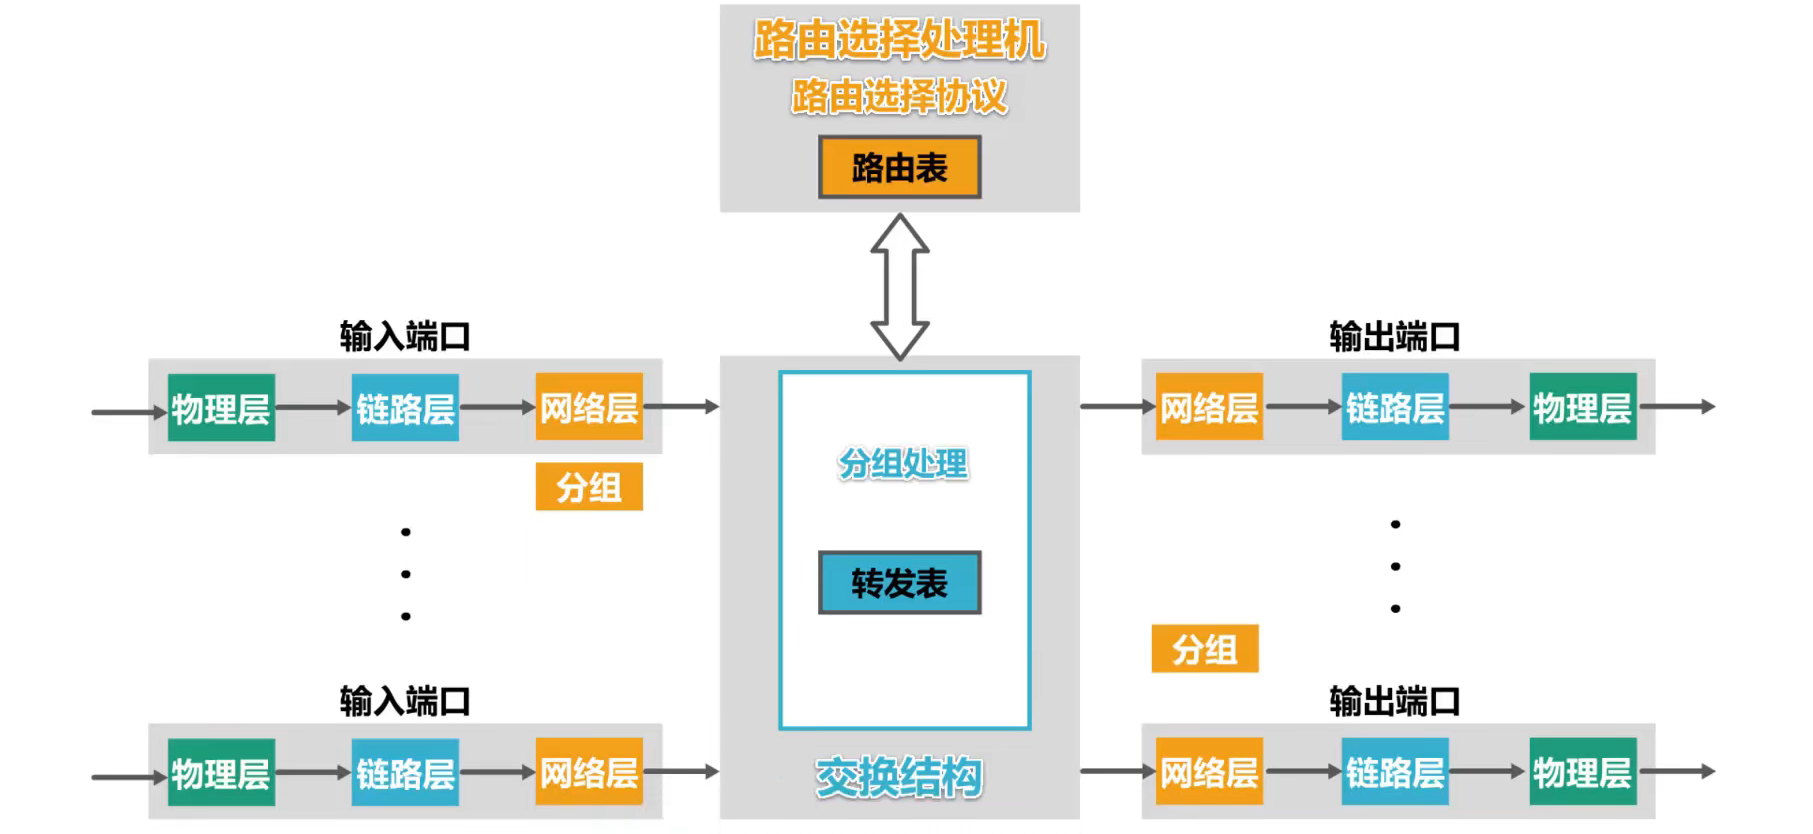 路由选择处理机
路由选择协议
路由表
输入端口
物理层
链路层
网络层
分组
输入端口
物理层
链路层
网络层
分组处理
转发表
交换结构
输出端口
网络层
链路层
物理层
分组
输出端口
网络层
链路层
物理层